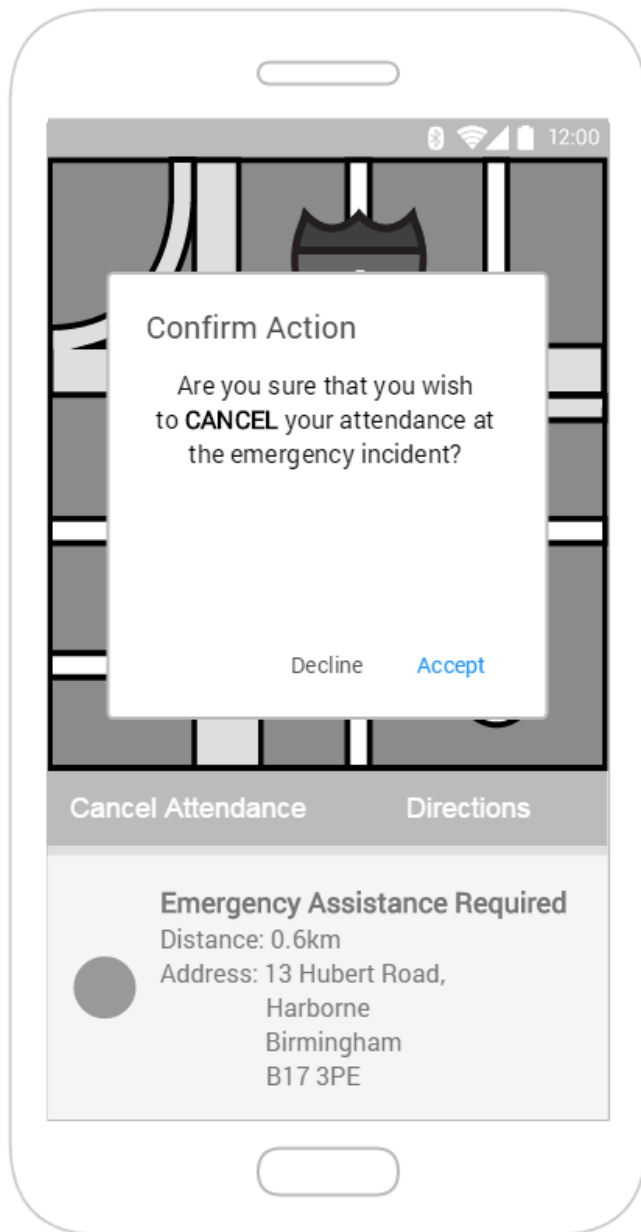 12:00
Confirm Action
Are you sure that you wish
to CANCEL your attendance at
the emergency incident?
Decline Accept
Cancel Attendance Directions
Emergency Assistance Required
Distance: 0.6km
Address: 13 Hubert Road,
Harborne
Birmingham
B17 3PE